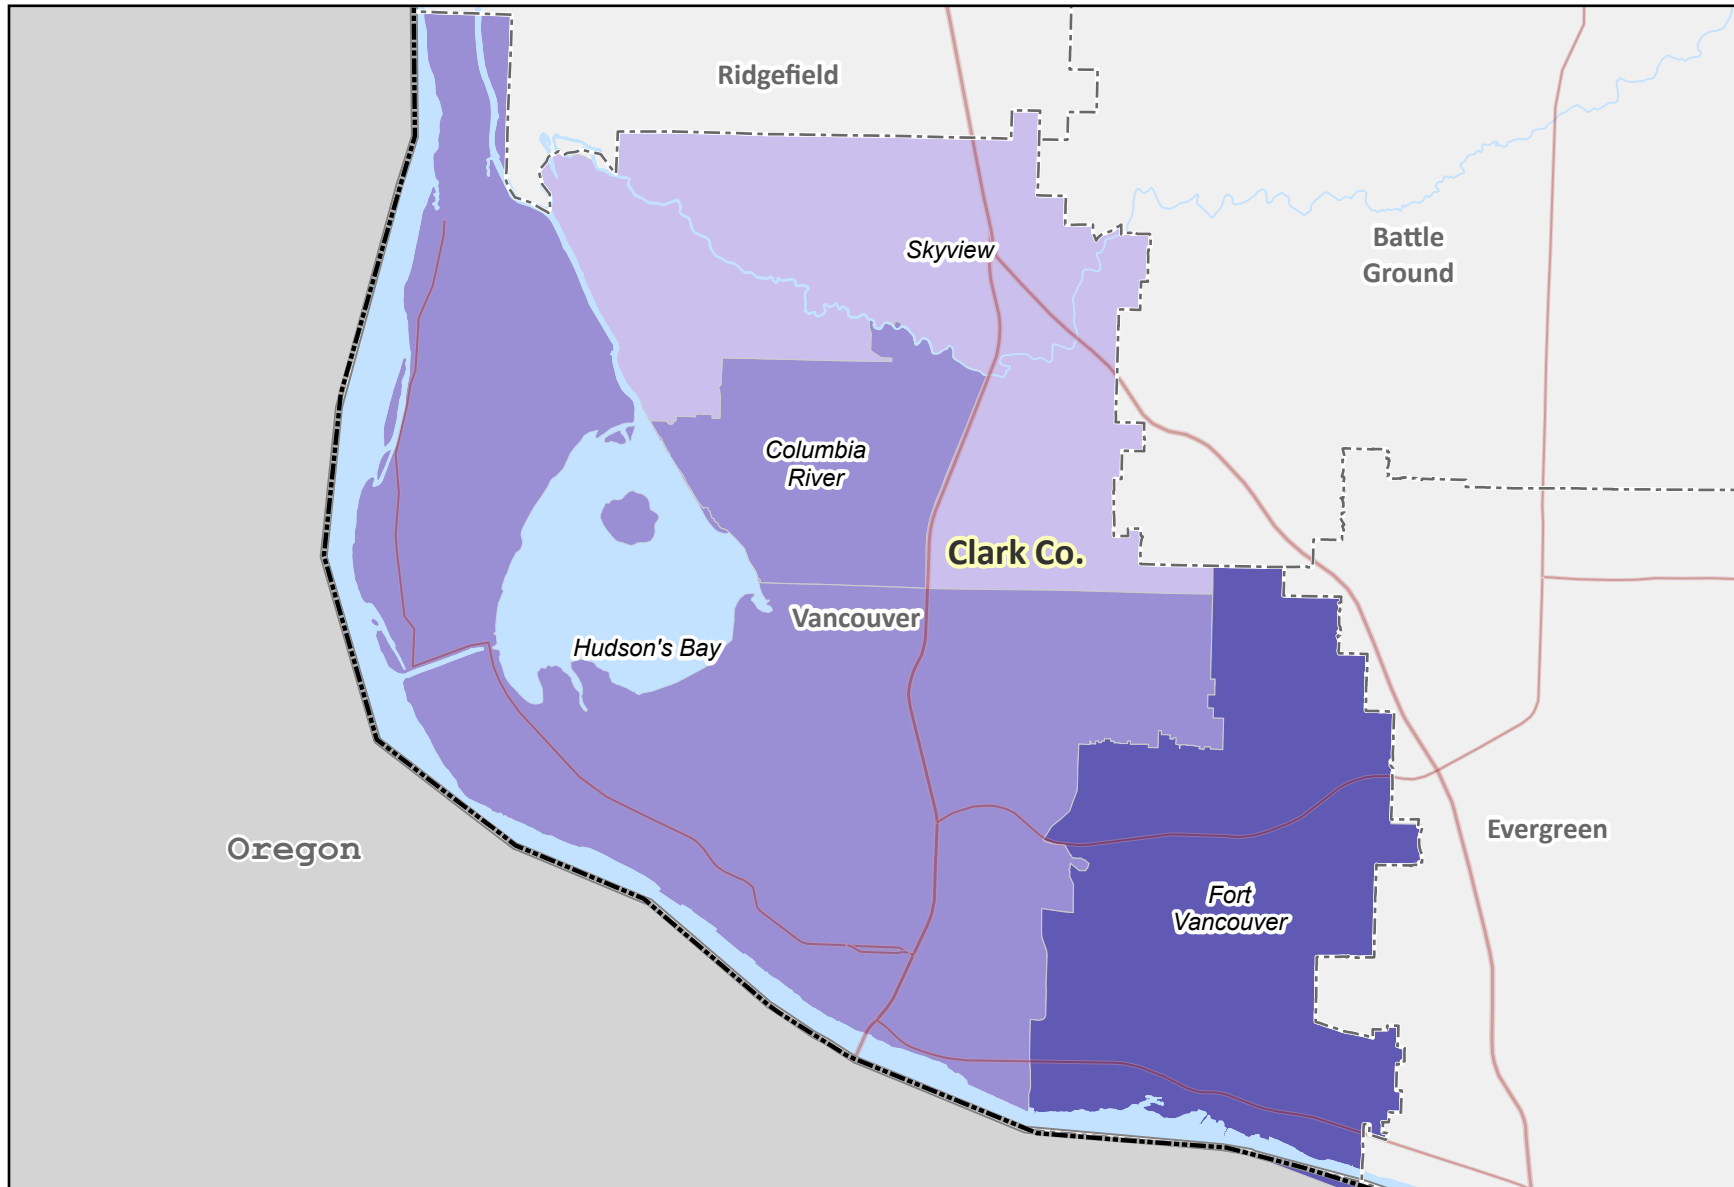 Ridgefield
Skyview
Battle
Ground
Columbia
River
Clark Co.
Vancouver
Hudson's Bay
Oregon
Evergreen
Fort
Vancouver